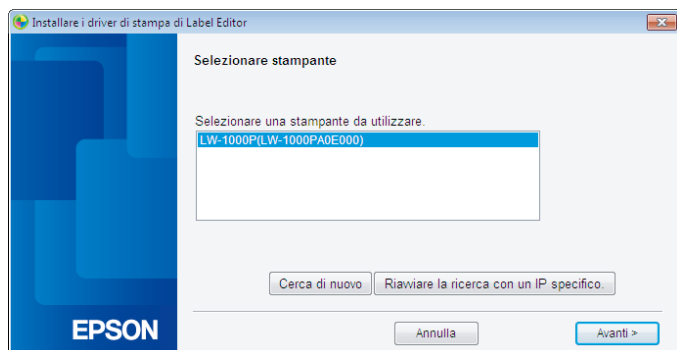 Installare i driver di stampa di Label Editor
Selezionare stampante
Selezionare una stampante da utilizzare.
LW-1000P(LW-1000PA0E000)
Cerca di nuovo
Riavviare la ricerca con un IP specifico.
EPSON
Annulla
Avanti >